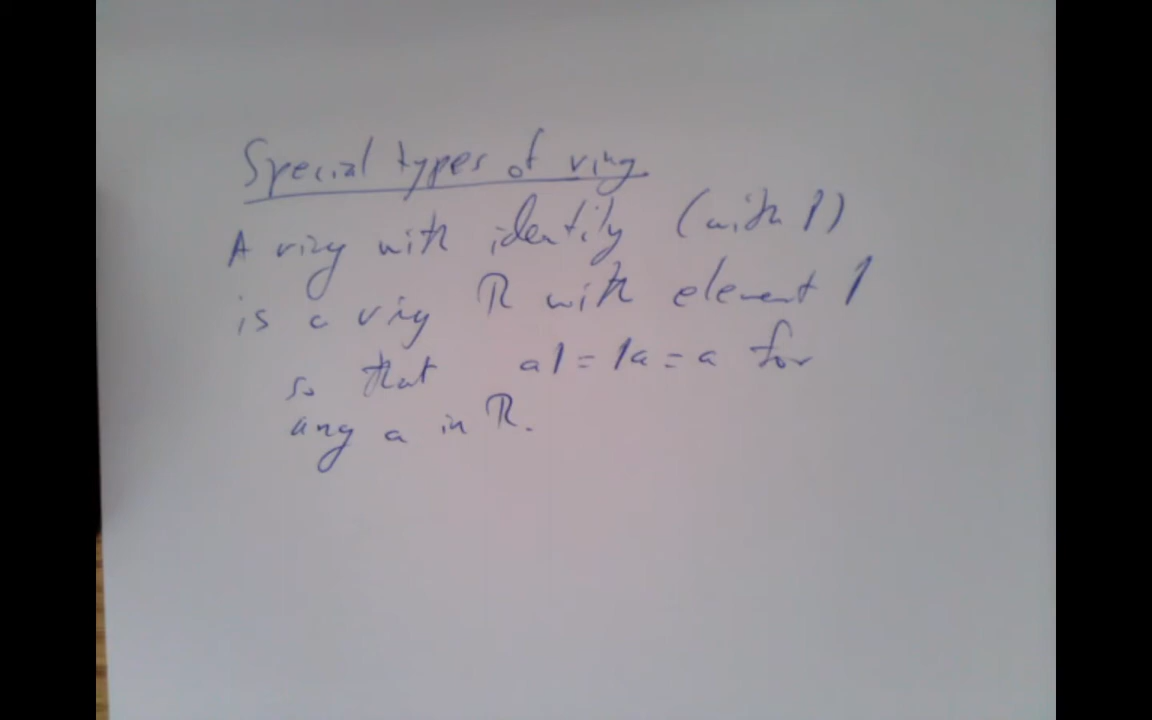 Special types of ring
A ring with identity (with 1)
is a ring R with element 1
so that a1 = 1a = a for
any a in R.